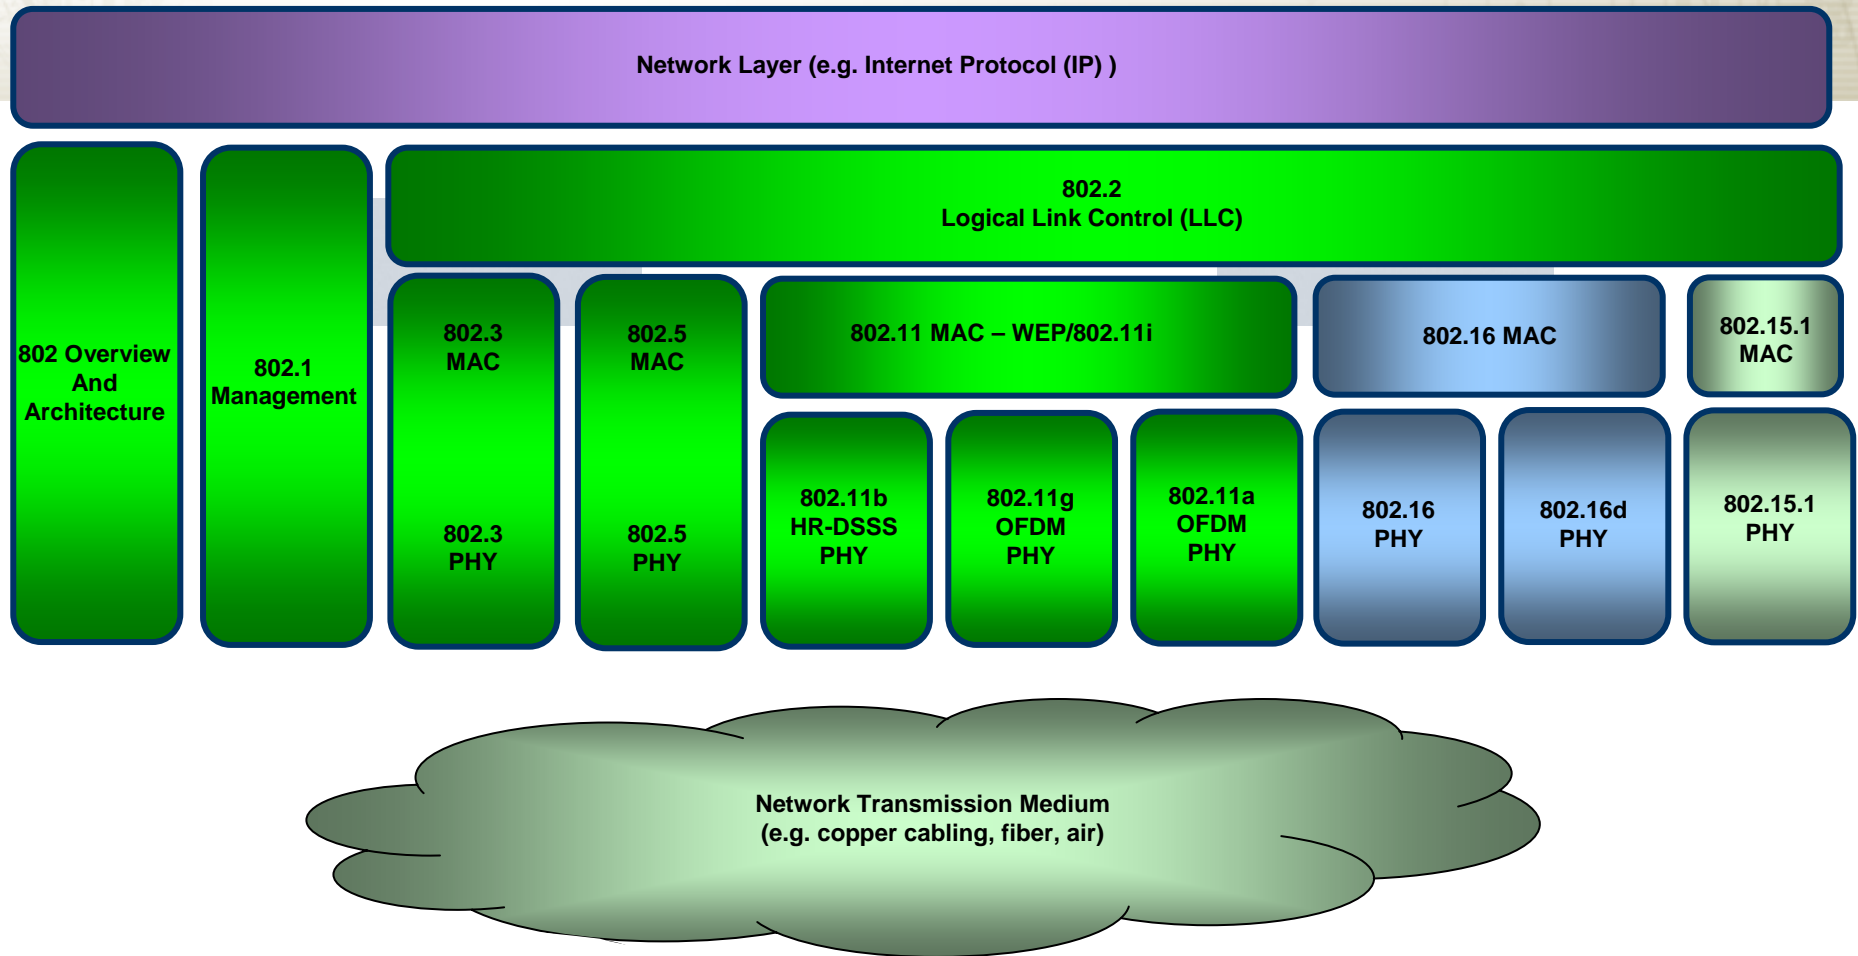 Network Layer (e.g. Internet Protocol (IP) )
802 Overview
And
Architecture
802.1
Management
802.2
Logical Link Control (LLC)
802.3
MAC
802.3
PHY
802.5
MAC
802.5
PHY
802.11 MAC – WEP/802.11i
802.16 MAC
802.15.1
MAC
802.11b
HR-DSSS
PHY
802.11g
OFDM
PHY
802.11a
OFDM
PHY
802.16
PHY
802.16d
PHY
802.15.1
PHY
Network Transmission Medium
(e.g. copper cabling, fiber, air)